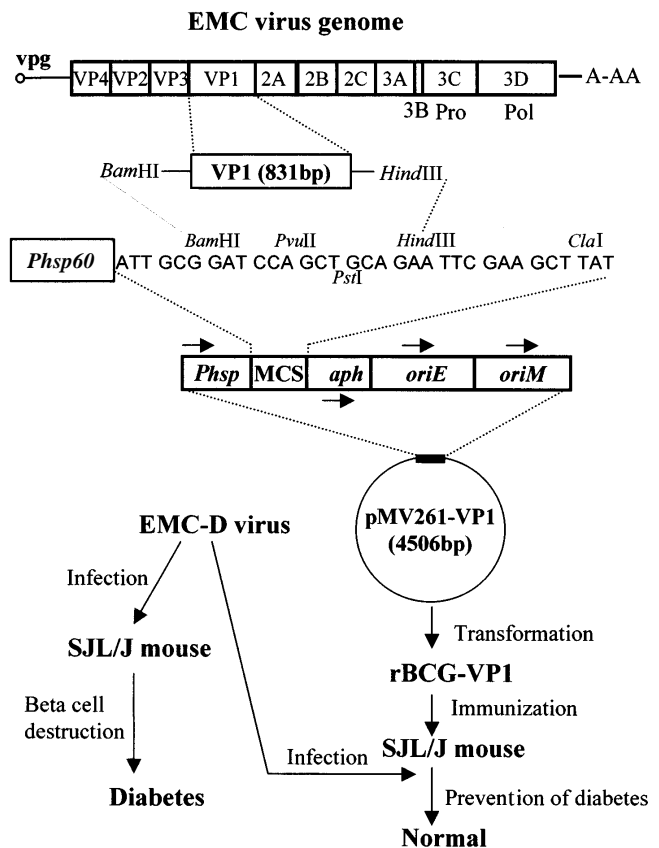 EMC virus genome
vpg
VP4 VP2 VP3 VP1 2A 2B 2C 3A 3C 3D A-AA
3B Pro Pol
BamHI VP1 (831bp) HindIII
BamHI PvuII HindIII ClaI
Phsp60 ATT GCG GAT CCA GCT GCA GAA TTC GAA GCT TAT
PstI
Phsp MCS aph oriE oriM
pMV261-VP1
(4506bp)
EMC-D virus
Infection
Transformation
SJL/J mouse
rBCG-VP1
Beta cell
destruction
Immunization
SJL/J mouse
Infection
Diabetes
Prevention of diabetes
Normal